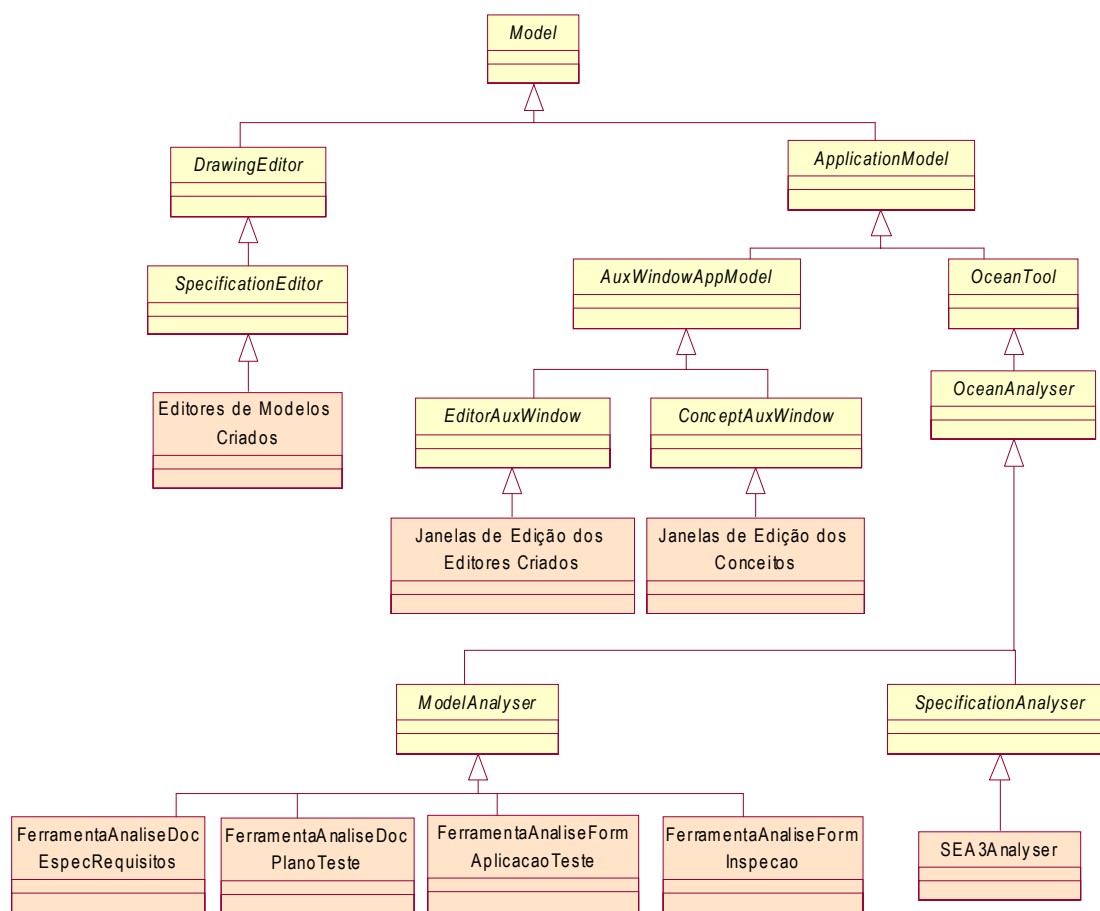 Model
DrawingEditor
ApplicationModel
SpecificationEditor
AuxWindowAppModel
OceanTool
Editores de Modelos
Criados
EditorAuxWindow
ConceptAuxWindow
OceanAnalyser
Janelas de Edição dos
Editores Criados
Janelas de Edição dos
Conceitos
ModelAnalyser
SpecificationAnalyser
FerramentaAnaliseDoc
EspecRequisitos
FerramentaAnaliseDoc
PlanoTeste
FerramentaAnaliseForm
AplicacaoTeste
FerramentaAnaliseForm
Inspecao
SEA3Analyser